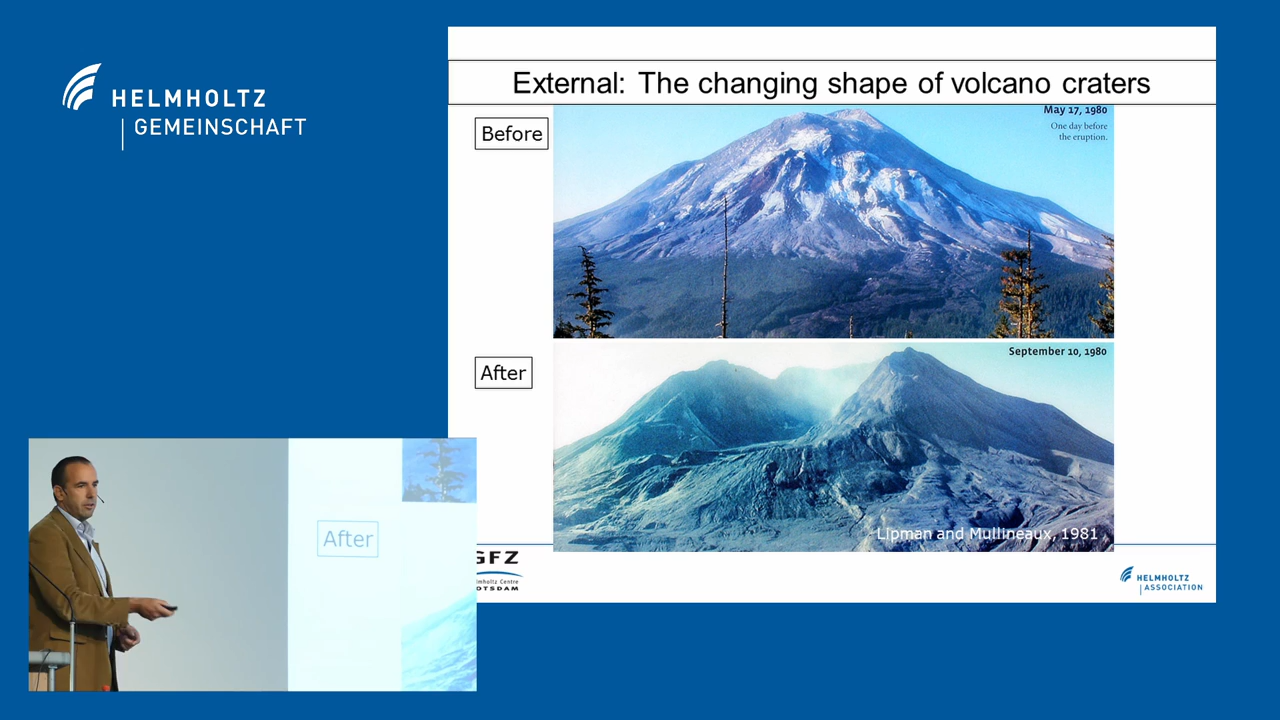 HELMHOLTZ
GEMEINSCHAFT
External: The changing shape of volcano craters
Before
May 17, 1980
One day before
the eruption.
After
September 10, 1980
Lipman and Mullineaux, 1981
After
GFZ
HELMHOLTZ
ASSOCIATION